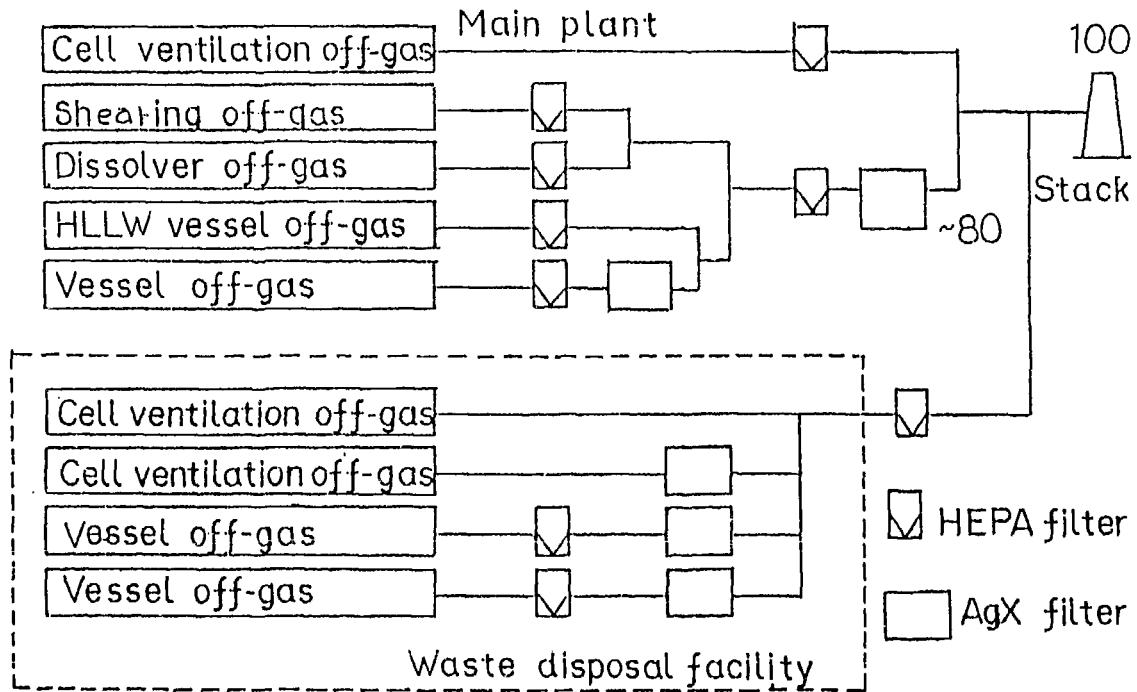 Main plant
Cell ventilation off-gas
100
Shearing off-gas
Dissolver off-gas
Stack
HLLW vessel off-gas
~80
Vessel off-gas
Cell ventilation off-gas
Cell ventilation off-gas
Vessel off-gas
HEPA filter
Vessel off-gas
AgX filter
Waste disposal facility